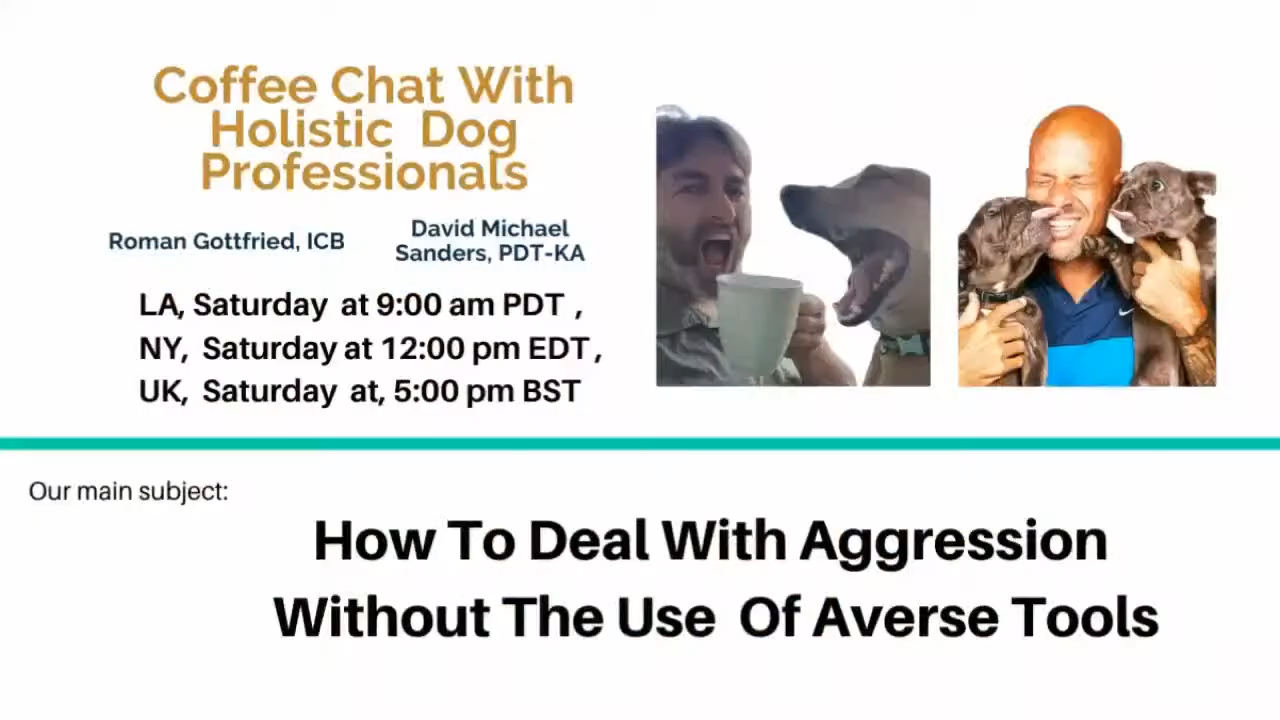 Coffee Chat With
Holistic Dog
Professionals
Roman Gottfried, ICB
David Michael
Sanders, PDT-KA
LA, Saturday at 9:00 am PDT ,
NY, Saturday at 12:00 pm EDT,
UK, Saturday at, 5:00 pm BST
Our main subject:
How To Deal With Aggression
Without The Use Of Averse Tools